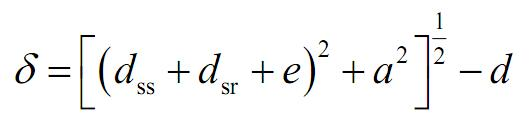 δ = [(d_ss + d_sr + e)^2 + a^2]^(1/2) − d